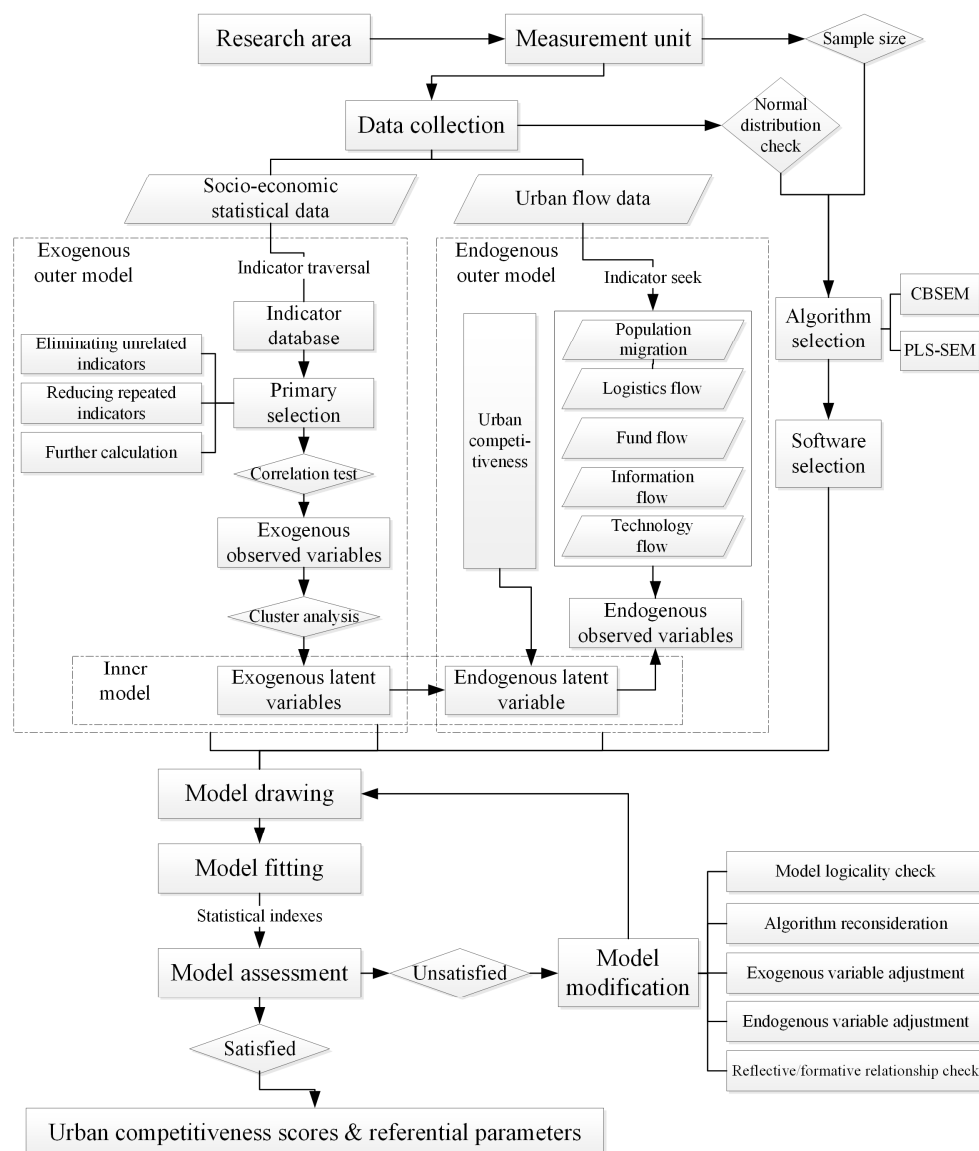 Research area
Measurement unit
Sample size
Data collection
Normal
distribution
check
Socio-economic
statistical data
Urban flow data
Exogenous
outer model
Indicator traversal
Indicator
database
Eliminating unrelated
indicators
Reducing repeated
indicators
Further calculation
Primary
selection
Correlation test
Exogenous
observed variables
Cluster analysis
Endogenous
outer model
Indicator seek
Urban
competi-
tiveness
Population
migration
Logistics flow
Fund flow
Information
flow
Technology
flow
Endogenous
observed variables
Algorithm
selection
CBSEM
PLS-SEM
Software
selection
Inner
model
Exogenous latent
variables
Endogenous latent
variable
Model drawing
Model fitting
Statistical indexes
Model assessment
Unsatisfied
Model
modification
Model logicality check
Algorithm reconsideration
Exogenous variable adjustment
Endogenous variable adjustment
Reflective/formative relationship check
Satisfied
Urban competitiveness scores & referential parameters